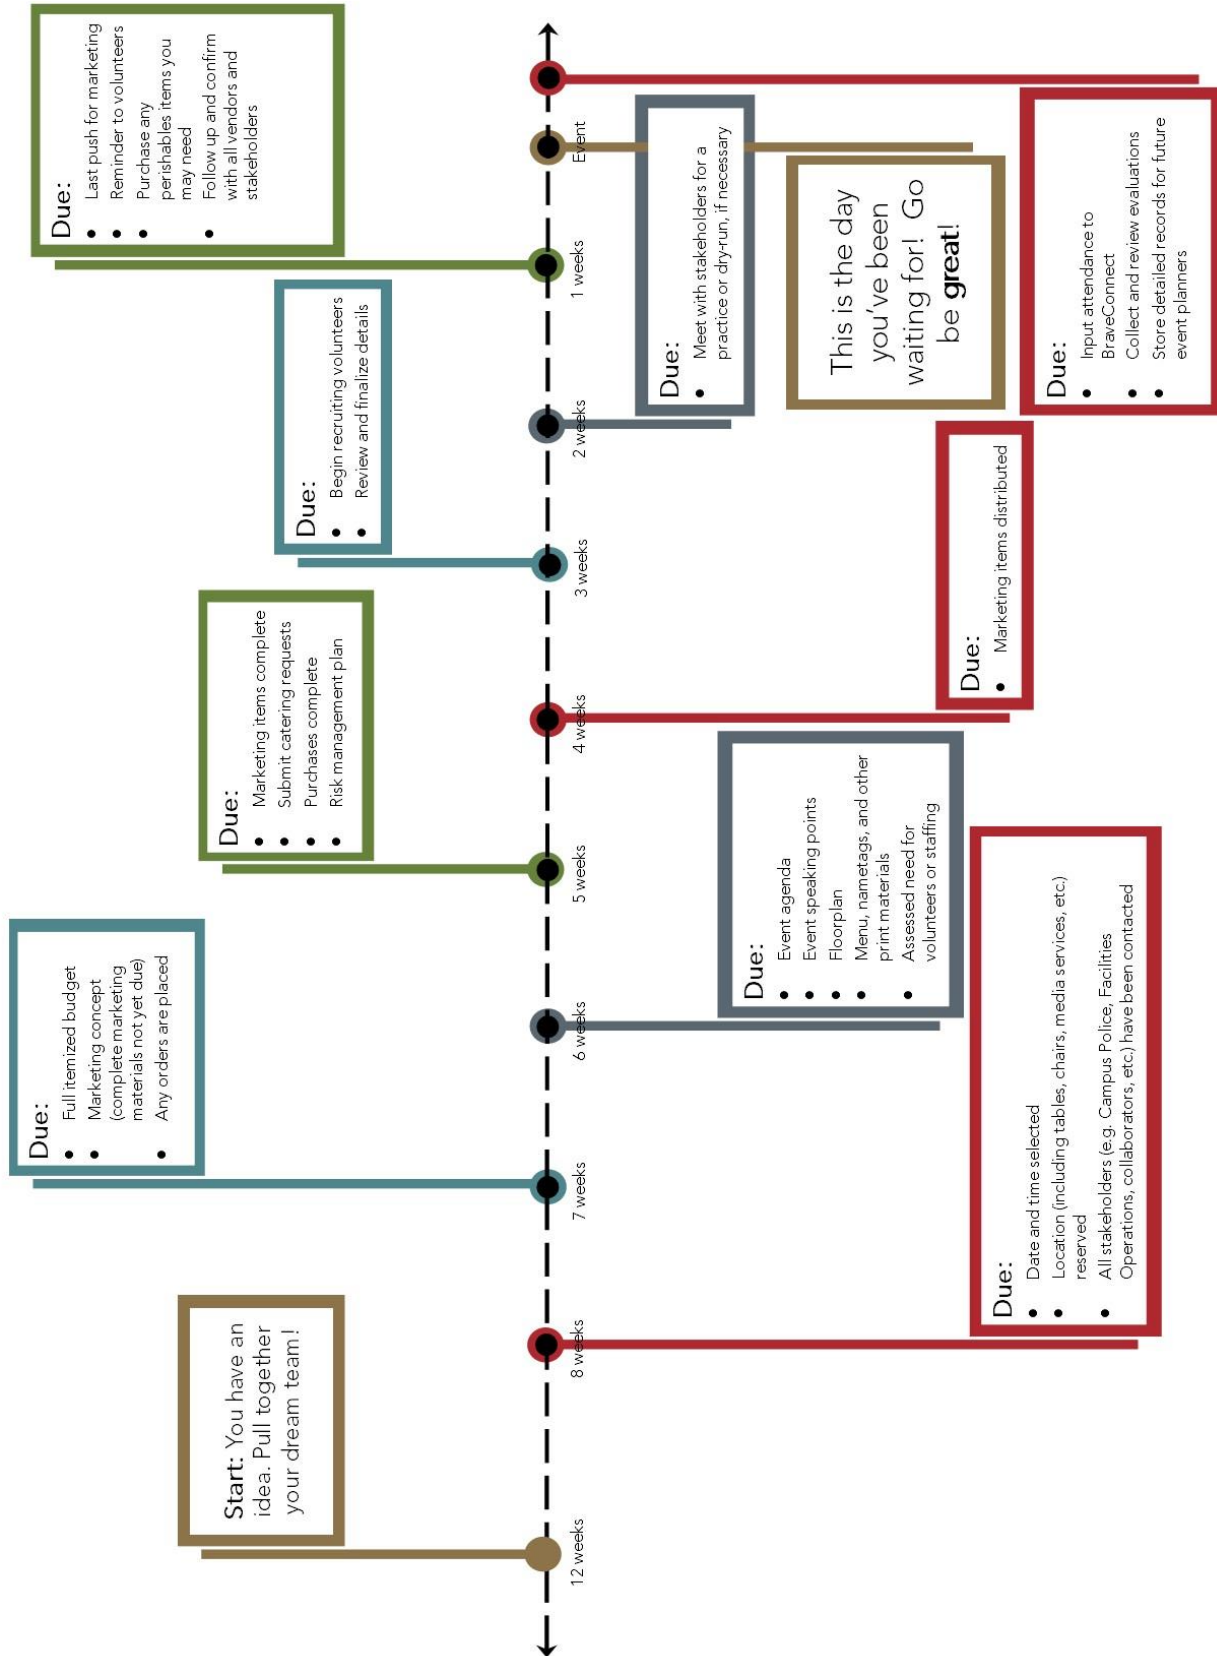 Start: You have an
idea. Pull together
your dream team!
12 weeks
8 weeks
Due:
• Date and time selected
• Location (including tables, chairs, media services, etc.)
reserved
• All stakeholders (e.g. Campus Police, Facilities
Operations, collaborators, etc.) have been contacted
Due:
• Full itemized budget
• Marketing concept
(complete marketing
materials not yet due)
• Any orders are placed
7 weeks
6 weeks
Due:
• Event agenda
• Event speaking points
• Floorplan
• Menu, nametags, and other
print materials
• Assessed need for
volunteers or staffing
Due:
• Marketing items complete
• Submit catering requests
• Purchases complete
• Risk management plan
5 weeks
4 weeks
Due:
• Marketing items distributed
Due:
• Begin recruiting volunteers
• Review and finalize details
3 weeks
2 weeks
Due:
• Meet with stakeholders for a
practice or dry-run, if necessary
Due:
• Last push for marketing
• Reminder to volunteers
• Purchase any
perishables items you
may need
• Follow up and confirm
with all vendors and
stakeholders
1 weeks
Event
This is the day
you've been
waiting for! Go
be great!
Due:
• Input attendance to
BraveConnect
• Collect and review evaluations
• Store detailed records for future
event planners